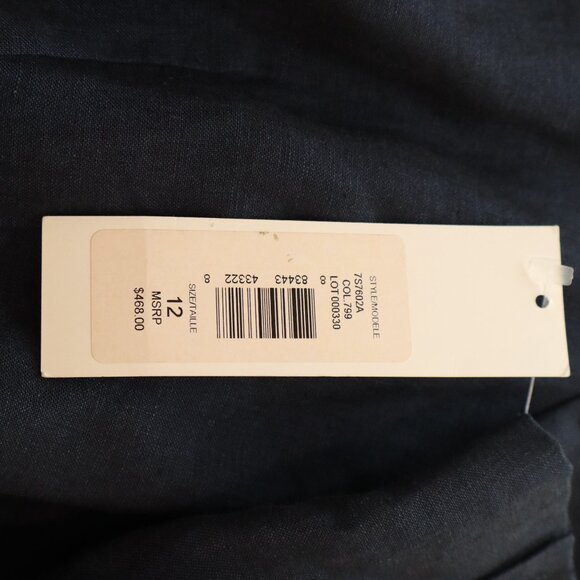 STYLE/MODELE
7S7602A
COL.799
LOT 000330
8 83443 43322 8
SIZE/TAILLE
12
MSRP
$468.00